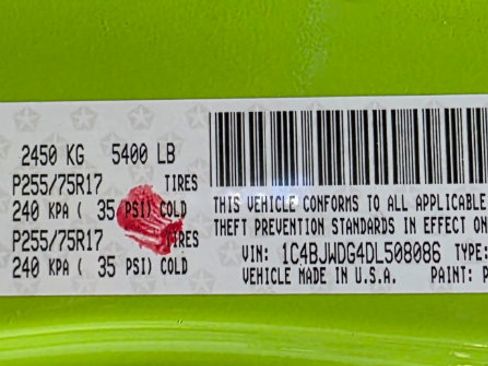 2450 KG 5400 LB
P255/75R17 TIRES
240 KPA ( 35 PSI) COLD
P255/75R17 TIRES
240 KPA ( 35 PSI) COLD
THIS VEHICLE CONFORMS TO ALL APPLICABLE
THEFT PREVENTION STANDARDS IN EFFECT ON
VIN: 1C4BJWDG4DL508086 TYPE:
VEHICLE MADE IN U.S.A. PAINT: P